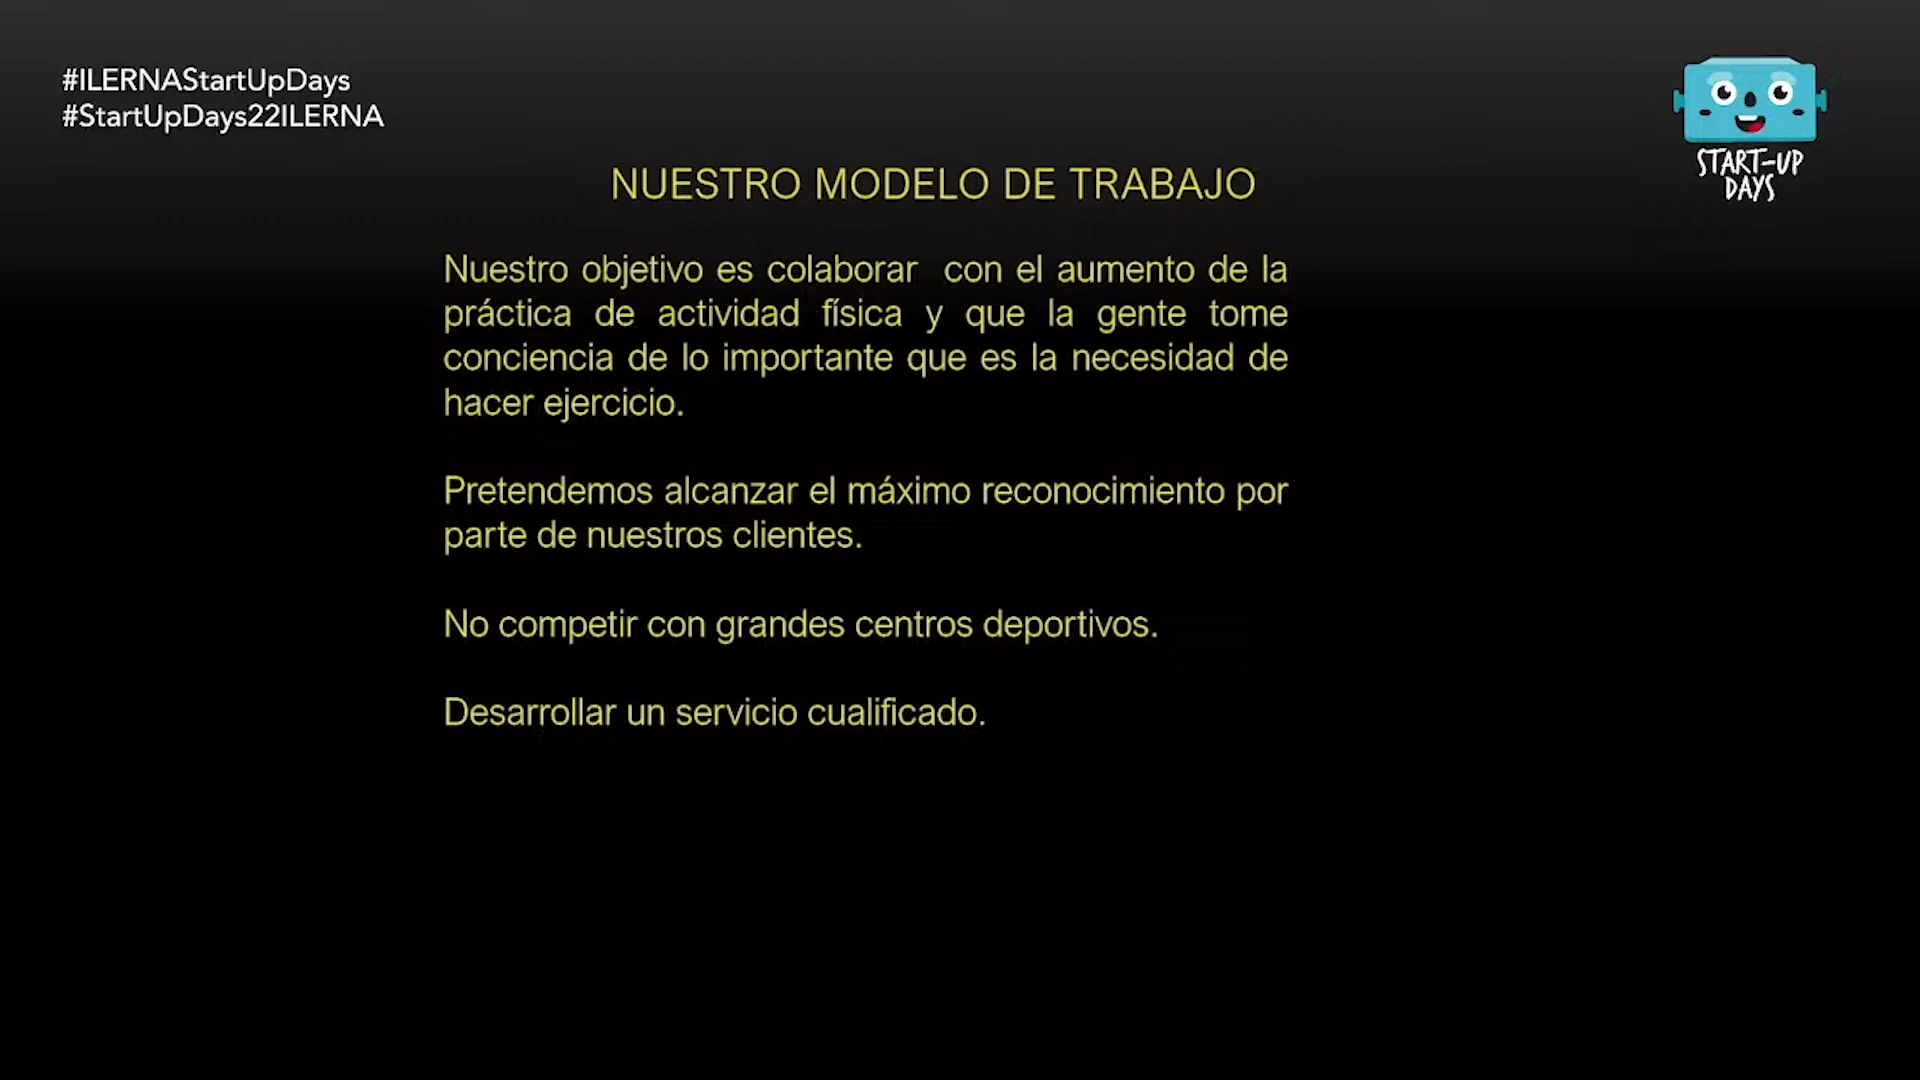 #ILERNAStartUpDays
#StartUpDays22ILERNA
START-UP
DAYS
NUESTRO MODELO DE TRABAJO
Nuestro objetivo es colaborar con el aumento de la
práctica de actividad física y que la gente tome
conciencia de lo importante que es la necesidad de
hacer ejercicio.
Pretendemos alcanzar el máximo reconocimiento por
parte de nuestros clientes.
No competir con grandes centros deportivos.
Desarrollar un servicio cualificado.